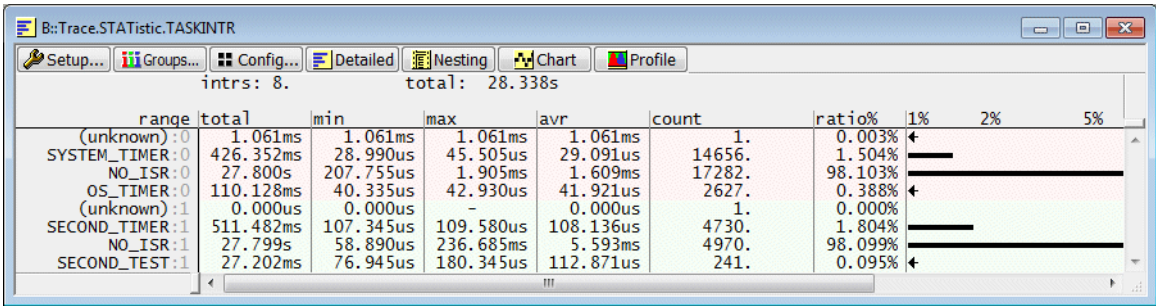 B::Trace.STATistic.TASKINTR
Setup... Groups... Config... Detailed Nesting Chart Profile
intrs: 8. total: 28.338s
range total min max avr count ratio% 1% 2% 5%
(unknown):0 1.061ms 1.061ms 1.061ms 1.061ms 1. 0.003%
SYSTEM_TIMER:0 426.352ms 28.990us 45.505us 29.091us 14656. 1.504%
NO_ISR:0 27.800s 207.755us 1.905ms 1.609ms 17282. 98.103%
OS_TIMER:0 110.128ms 40.335us 42.930us 41.921us 2627. 0.388%
(unknown):1 0.000us 0.000us - 0.000us 1. 0.000%
SECOND_TIMER:1 511.482ms 107.345us 109.580us 108.136us 4730. 1.804%
NO_ISR:1 27.799s 58.890us 236.685ms 5.593ms 4970. 98.099%
SECOND_TEST:1 27.202ms 76.945us 180.345us 112.871us 241. 0.095%